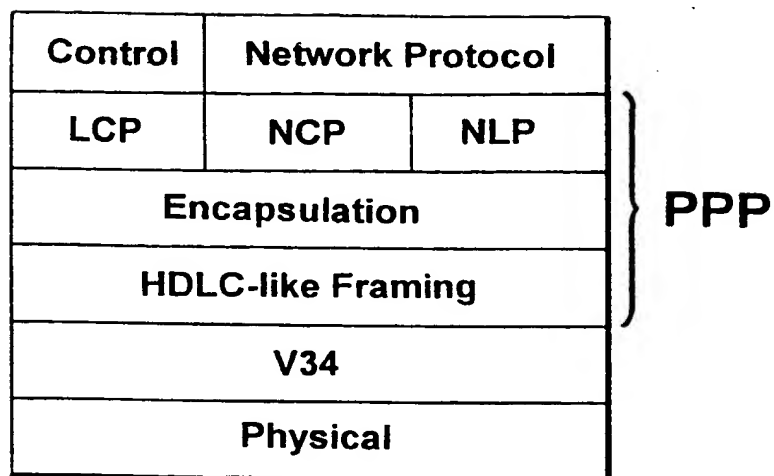 Control Network Protocol
LCP NCP NLP
Encapsulation
HDLC-like Framing
V34
Physical
PPP